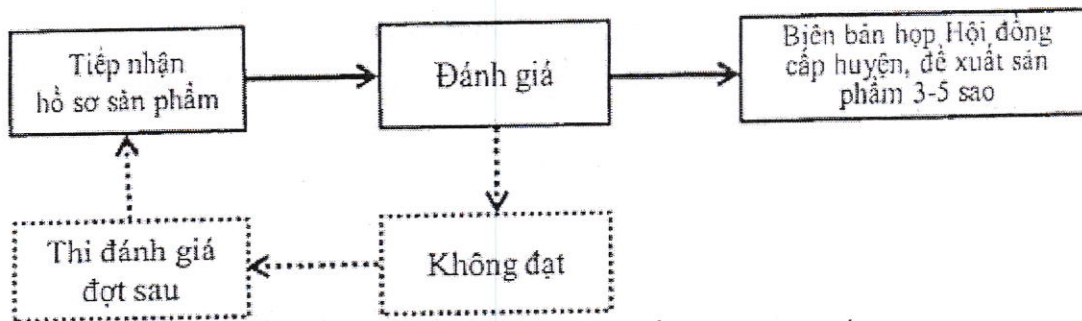 Tiếp nhận
hồ sơ sản phẩm
Đánh giá
Biên bản họp Hội đồng
cấp huyện, đề xuất sản
phẩm 3-5 sao
Thi đánh giá
đợt sau
Không đạt